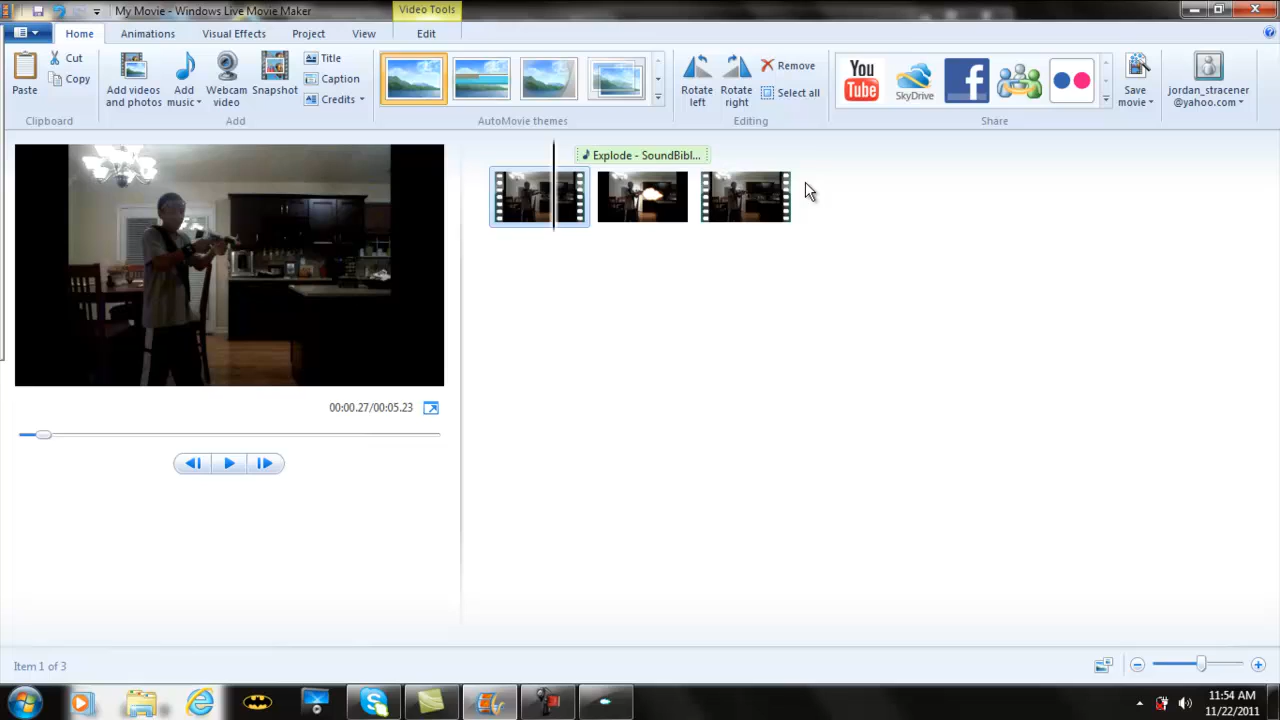 My Movie - Windows Live Movie Maker
Video Tools
Home
Animations
Visual Effects
Project
View
Edit
Paste
Cut
Copy
Clipboard
Add videos
and photos
Add
music
Webcam
video
Snapshot
Title
Caption
Credits
Add
AutoMovie themes
Rotate
left
Rotate
right
Remove
Select all
Editing
You
Tube
SkyDrive
f
Share
Save
movie
jordan_stracener
@yahoo.com
Explode - SoundBibl...
00:00.27/00:05.23
Item 1 of 3
11:54 AM
11/22/2011